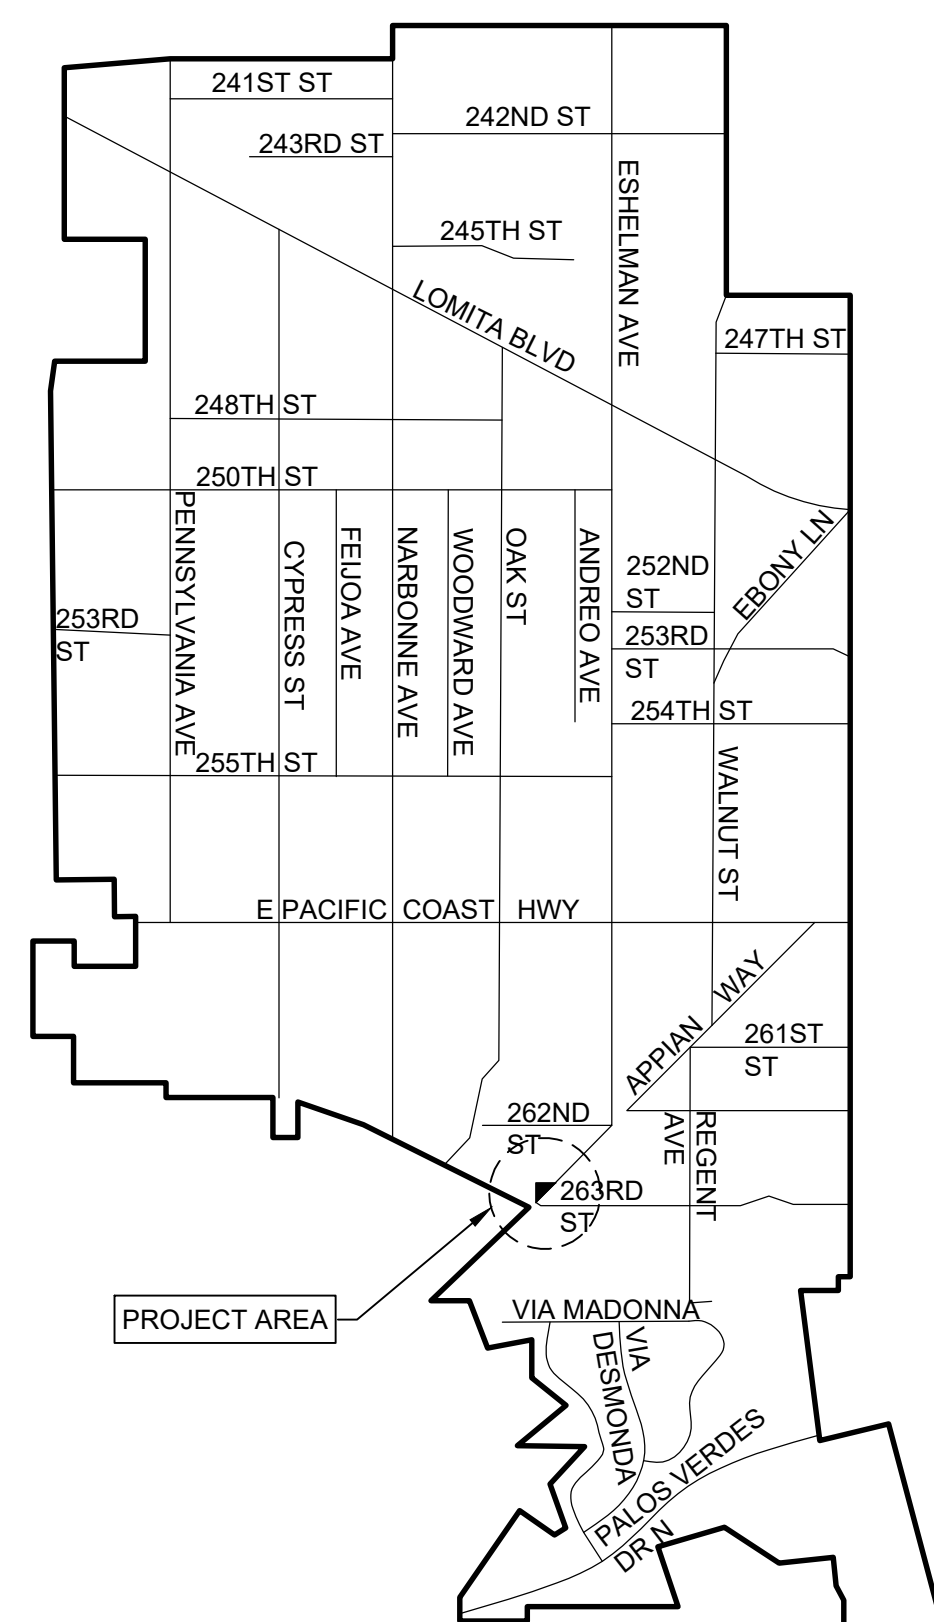 241ST ST
242ND ST
243RD ST
ESHELMAN AVE
245TH ST
LOMITA BLVD
247TH ST
248TH ST
250TH ST
PENNSYLVANIA AVE
CYPRESS ST
FEIJOA AVE
NARBONNE AVE
WOODWARD AVE
OAK ST
ANDREO AVE
252ND
ST
EBONY LN
253RD
ST
253RD
ST
254TH ST
255TH ST
WALNUT ST
E PACIFIC COAST HWY
APPIAN WAY
261ST
ST
262ND
ST
REGENT
AVE
263RD
ST
PROJECT AREA
VIA MADONNA
VIA
DESMONDA
PALOS VERDES
DR N